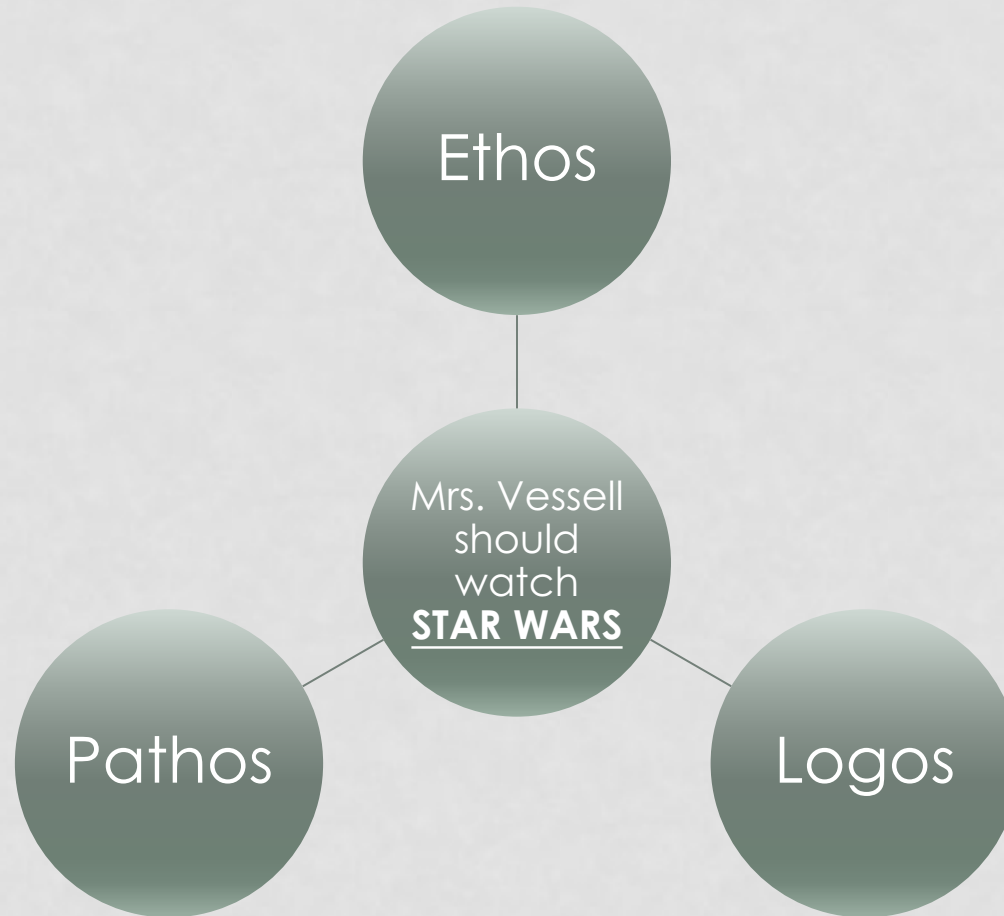 Ethos
Mrs. Vessell
should
watch
STAR WARS
Pathos
Logos